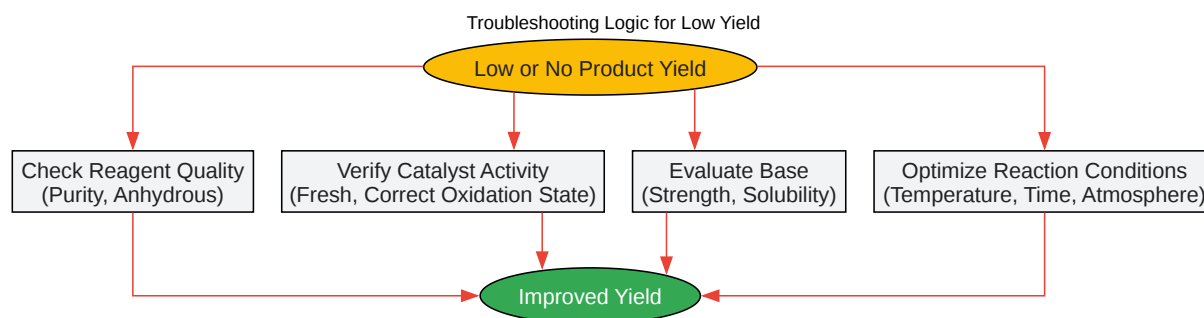 Troubleshooting Logic for Low Yield
Low or No Product Yield
Check Reagent Quality
(Purity, Anhydrous)
Verify Catalyst Activity
(Fresh, Correct Oxidation State)
Evaluate Base
(Strength, Solubility)
Optimize Reaction Conditions
(Temperature, Time, Atmosphere)
Improved Yield